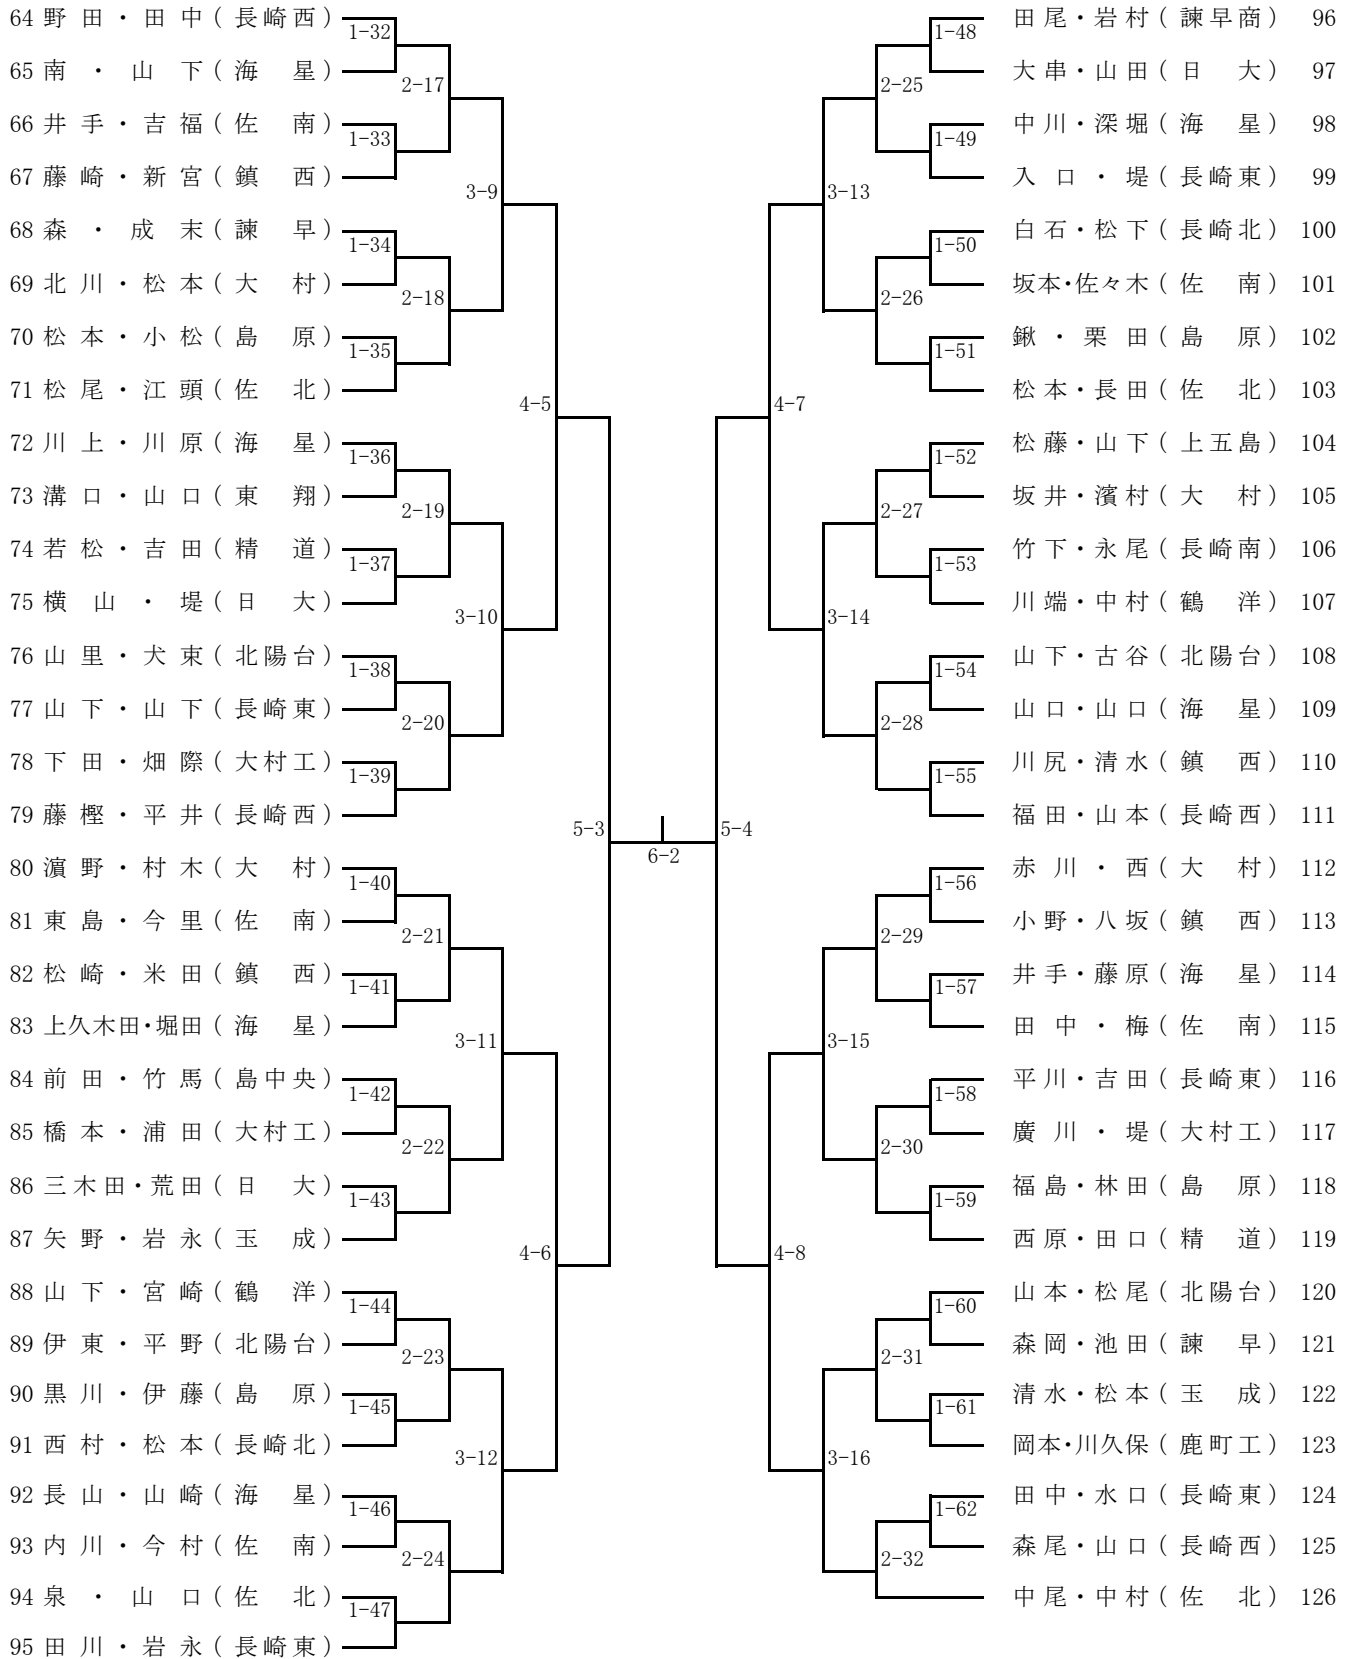 64 野田・田中(長崎西)
1-32
65 南・山下(海星)
2-17
66 井手・吉福(佐南)
1-33
67 藤崎・新宮(鎮西)
3-9
68 森・成末(諫早)
1-34
69 北川・松本(大村)
2-18
70 松本・小松(島原)
1-35
71 松尾・江頭(佐北)
4-5
72 川上・川原(海星)
1-36
73 溝口・山口(東翔)
2-19
74 若松・吉田(精道)
1-37
75 横山・堤(日大)
3-10
76 山里・犬束(北陽台)
1-38
77 山下・山下(長崎東)
2-20
78 下田・畑際(大村工)
1-39
79 藤樫・平井(長崎西)
5-3
80 濵野・村木(大村)
1-40
81 東島・今里(佐南)
2-21
82 松崎・米田(鎮西)
1-41
83 上久木田・堀田(海星)
3-11
84 前田・竹馬(島中央)
1-42
85 橋本・浦田(大村工)
2-22
86 三木田・荒田(日大)
1-43
87 矢野・岩永(玉成)
4-6
88 山下・宮崎(鶴洋)
1-44
89 伊東・平野(北陽台)
2-23
90 黒川・伊藤(島原)
1-45
91 西村・松本(長崎北)
3-12
92 長山・山崎(海星)
1-46
93 内川・今村(佐南)
2-24
94 泉・山口(佐北)
1-47
95 田川・岩永(長崎東)
6-2
田尾・岩村(諫早商) 96
1-48
大串・山田(日大) 97
2-25
中川・深堀(海星) 98
1-49
入口・堤(長崎東) 99
3-13
白石・松下(長崎北) 100
1-50
坂本・佐々木(佐南) 101
2-26
鍬・栗田(島原) 102
1-51
松本・長田(佐北) 103
4-7
松藤・山下(上五島) 104
1-52
坂井・濱村(大村) 105
2-27
竹下・永尾(長崎南) 106
1-53
川端・中村(鶴洋) 107
3-14
山下・古谷(北陽台) 108
1-54
山口・山口(海星) 109
2-28
川尻・清水(鎮西) 110
1-55
福田・山本(長崎西) 111
5-4
赤川・西(大村) 112
1-56
小野・八坂(鎮西) 113
2-29
井手・藤原(海星) 114
1-57
田中・梅(佐南) 115
3-15
平川・吉田(長崎東) 116
1-58
廣川・堤(大村工) 117
2-30
福島・林田(島原) 118
1-59
西原・田口(精道) 119
4-8
山本・松尾(北陽台) 120
1-60
森岡・池田(諫早) 121
2-31
清水・松本(玉成) 122
1-61
岡本・川久保(鹿町工) 123
3-16
田中・水口(長崎東) 124
1-62
森尾・山口(長崎西) 125
2-32
中尾・中村(佐北) 126